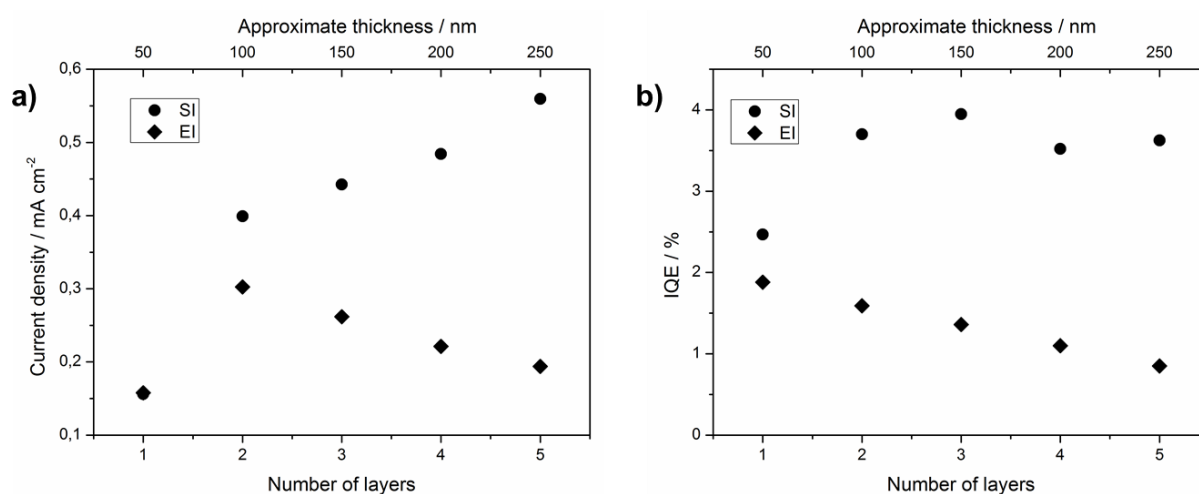 a)
Approximate thickness / nm
50 100 150 200 250
0,6
0,5
0,4
0,3
0,2
0,1
Current density / mA cm⁻²
SI
EI
1 2 3 4 5
Number of layers
b)
Approximate thickness / nm
50 100 150 200 250
4
3
2
1
0
IQE / %
SI
EI
1 2 3 4 5
Number of layers